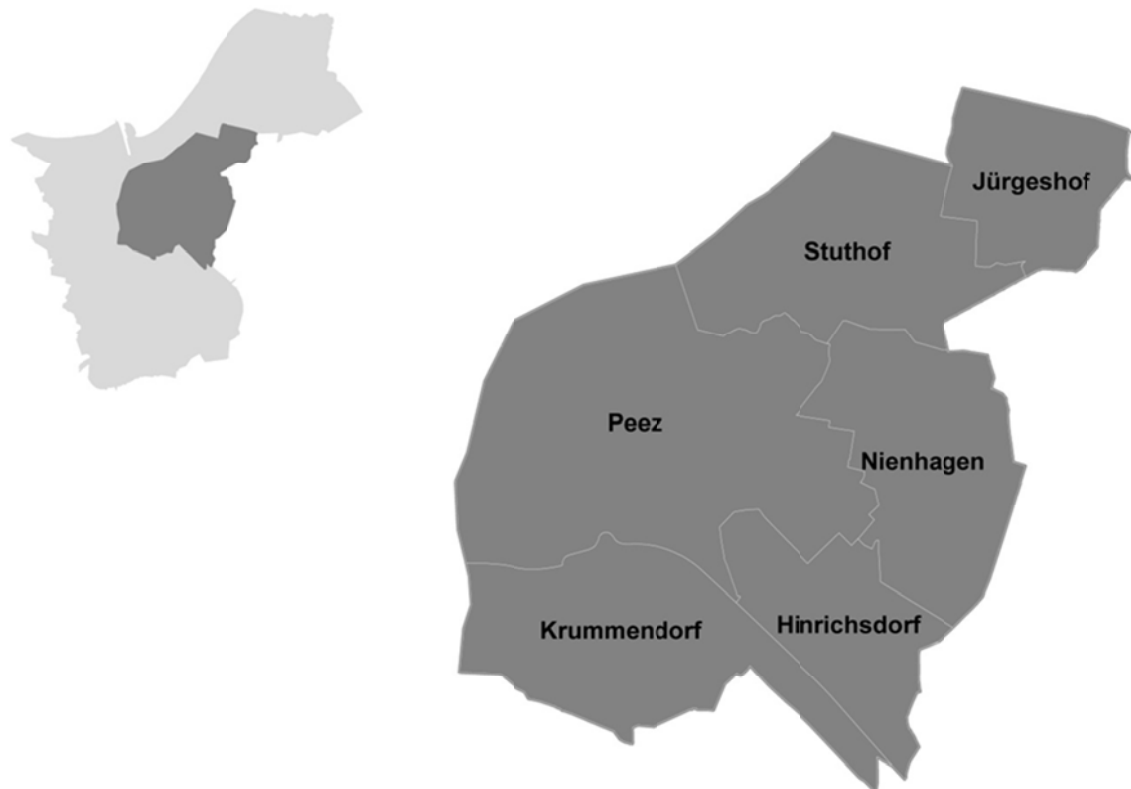 Jürgeshof
Stuthof
Peez
Nienhagen
Krummendorf
Hinrichsdorf